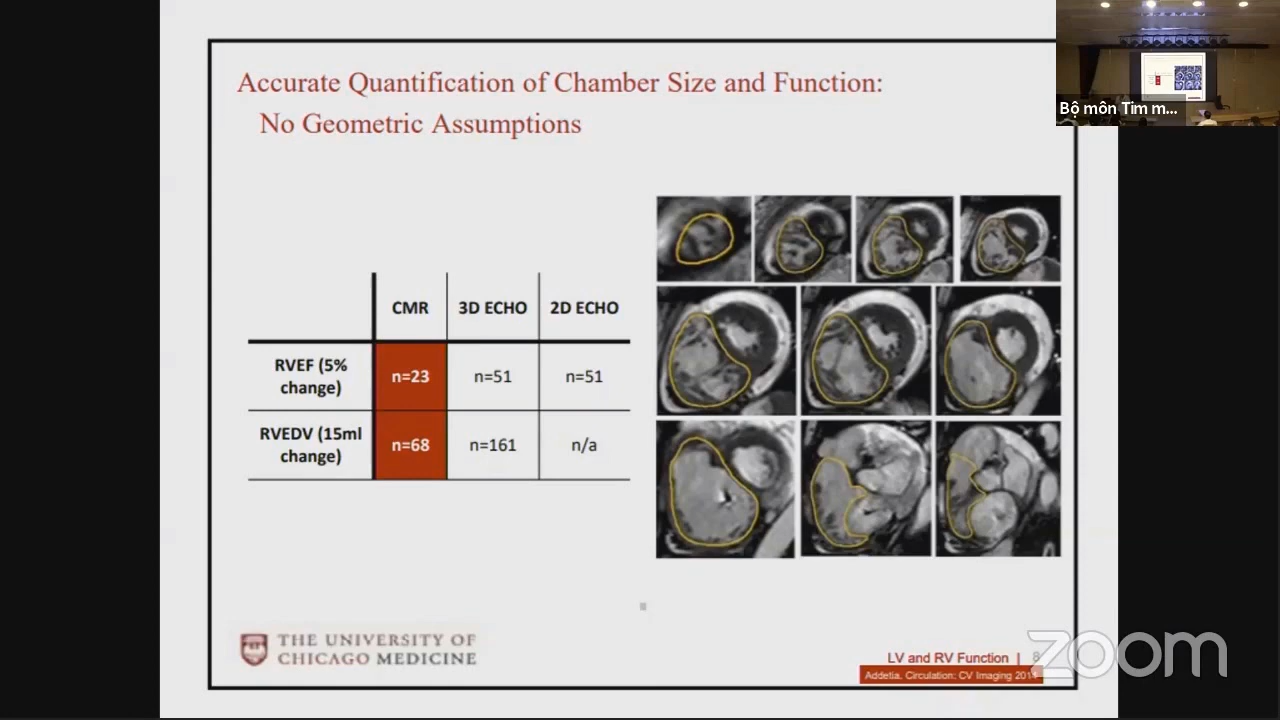 Accurate Quantification of Chamber Size and Function:
No Geometric Assumptions
Bộ môn Tim m...
CMR 3D ECHO 2D ECHO
RVEF (5%
change) n=23 n=51 n=51
RVEDV (15ml
change) n=68 n=161 n/a
THE UNIVERSITY OF
CHICAGO MEDICINE
LV and RV Function | 8
Addetia. Circulation: CV Imaging
zoom